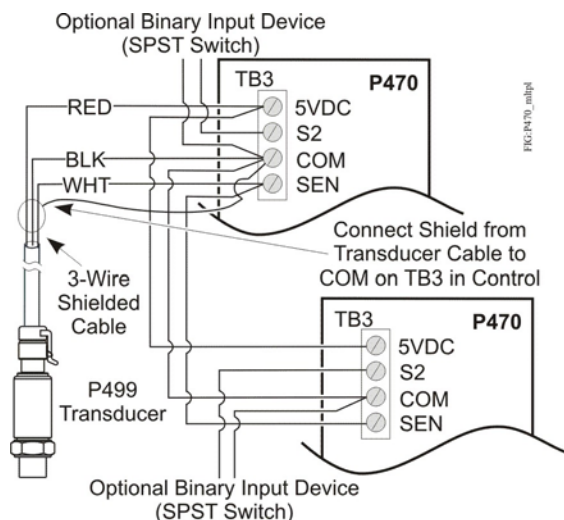 Optional Binary Input Device
(SPST Switch)
TB3
P470
RED
5VDC
S2
BLK
COM
WHT
SEN
FIG:P470_mltpl
Connect Shield from
Transducer Cable to
COM on TB3 in Control
3-Wire
Shielded
Cable
TB3
P470
5VDC
S2
COM
SEN
P499
Transducer
Optional Binary Input Device
(SPST Switch)